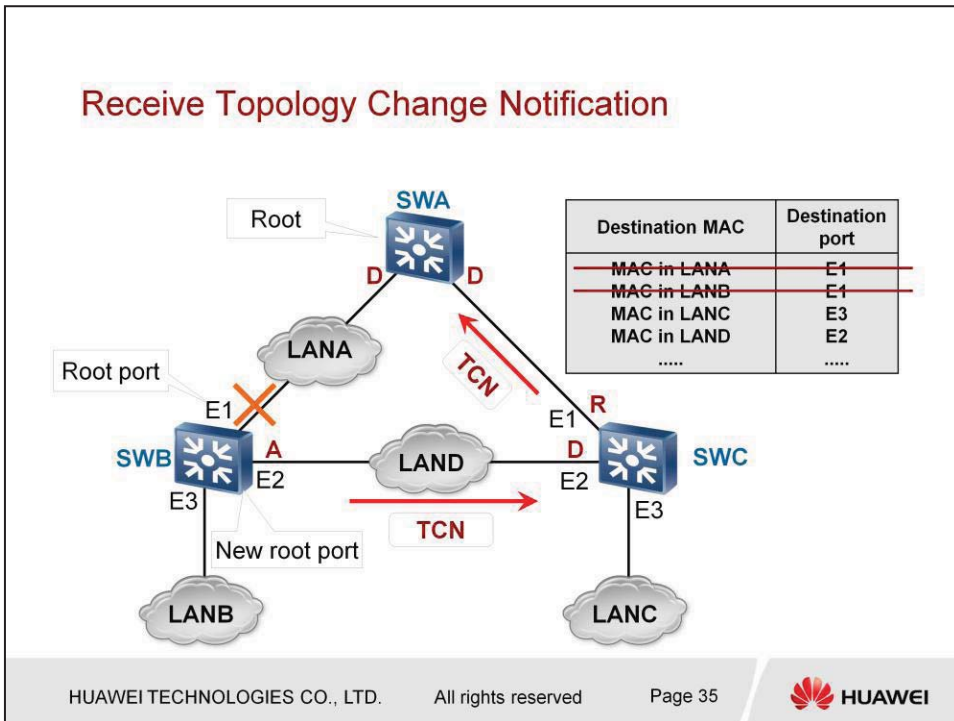 Receive Topology Change Notification
SWA
Root
D D
Destination MAC Destination port
MAC in LANA E1
MAC in LANB E1
MAC in LANC E3
MAC in LAND E2
..... .....
LANA
TCN
Root port
E1
E1 R
SWB
A
E2
LAND
D
E2
SWC
E3
E3
TCN
New root port
LANB
LANC
HUAWEI TECHNOLOGIES CO., LTD. All rights reserved Page 35 HUAWEI